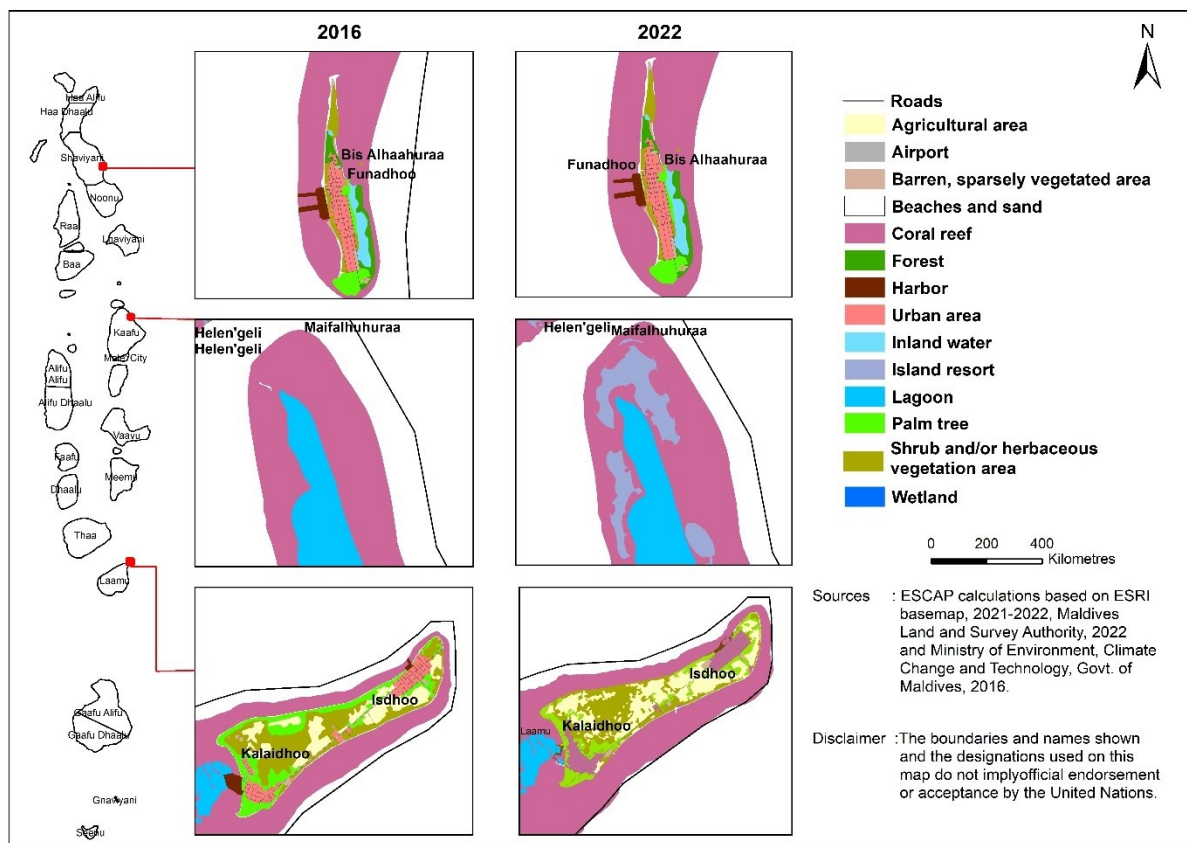 2016
2022
N
Haa Alifu
Haa Dhaalu
Shaviyani
Noonu
Raa
Lhaviyani
Baa
Kaafu
Male' City
Alifu
Alifu
Alifu Dhaalu
Vaavu
Faafu
Meemu
Dhaalu
Thaa
Laamu
Gaafu Alifu
Gaafu Dhaalu
Gnaviyani
Seenu
Bis Alhaahuraa
Funadhoo
Funadhoo
Bis Alhaahuraa
Helen'geli
Helen'geli
Maifalhuhuraa
Helen'geli
Maifalhuhuraa
Isdhoo
Kalaidhoo
Isdhoo
Kalaidhoo
Laamu
Roads
Agricultural area
Airport
Barren, sparsely vegetated area
Beaches and sand
Coral reef
Forest
Harbor
Urban area
Inland water
Island resort
Lagoon
Palm tree
Shrub and/or herbaceous
vegetation area
Wetland
0 200 400
Kilometres
Sources : ESCAP calculations based on ESRI
basemap, 2021-2022, Maldives
Land and Survey Authority, 2022
and Ministry of Environment, Climate
Change and Technology, Govt. of
Maldives, 2016.
Disclaimer :The boundaries and names shown
and the designations used on this
map do not implyofficial endorsement
or acceptance by the United Nations.